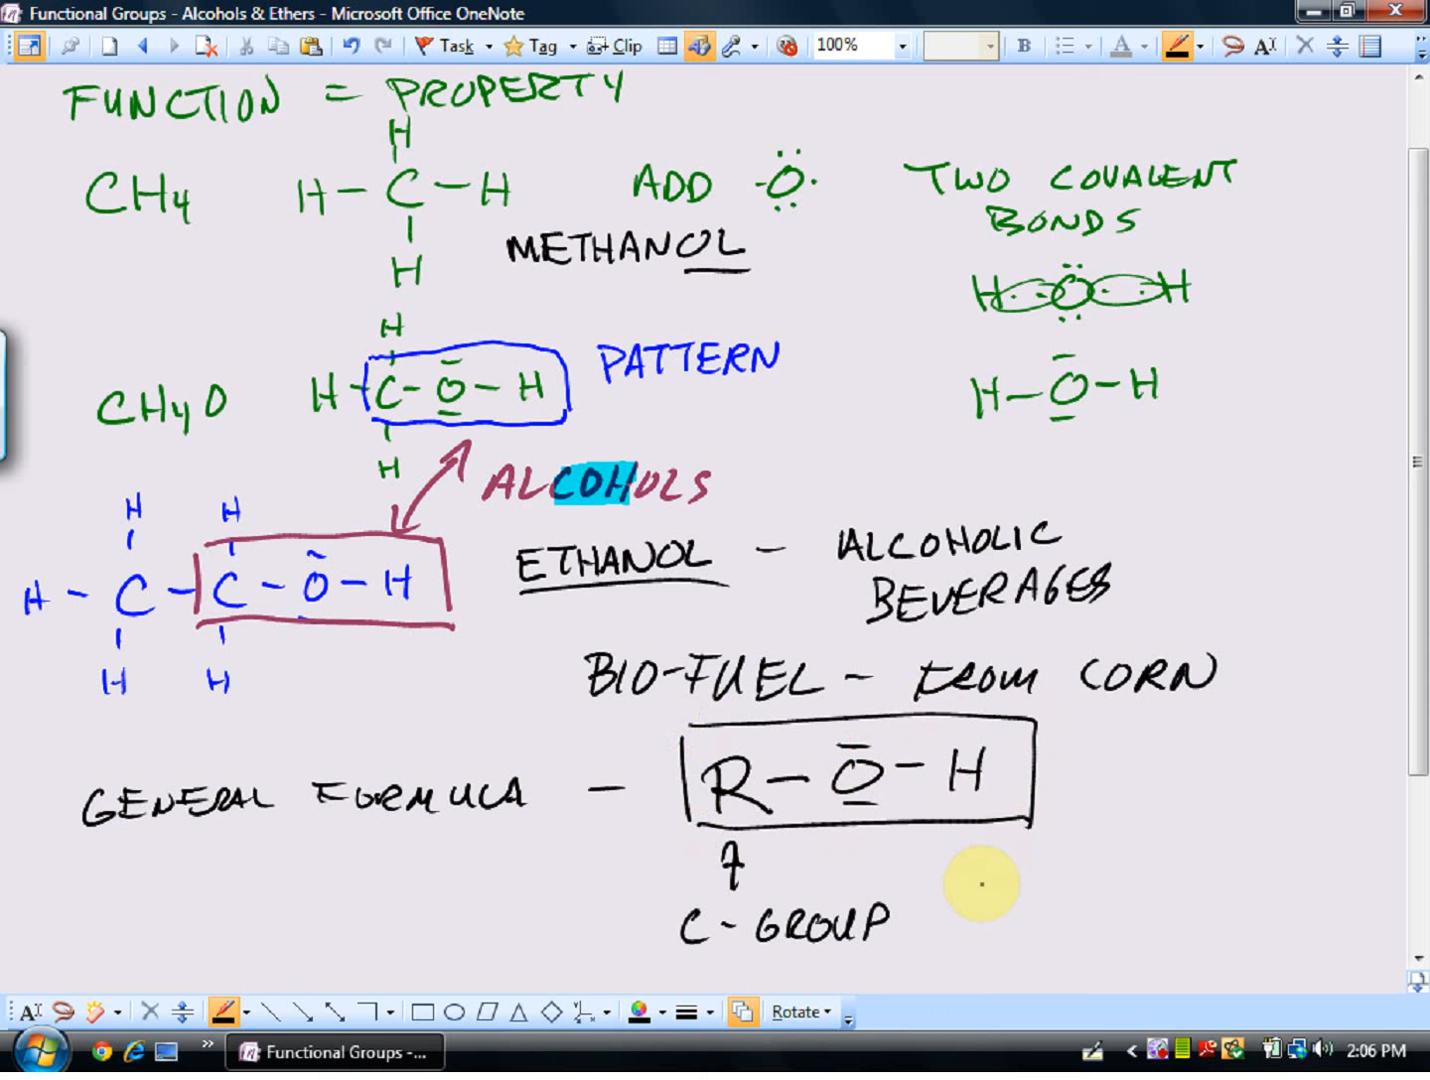 Functional Groups - Alcohols & Ethers - Microsoft Office OneNote
Task Tag Clip 100% B A A
FUNCTION = PROPERTY
H
CH4 H - C - H ADD ·O· TWO COVALENT
BONDS
H
METHANOL
H O H
H
CH4O H - C - O - H PATTERN H - O - H
H
ALCOHOLS
H H
H - C - C - O - H ETHANOL - ALCOHOLIC
BEVERAGES
H H
BIO-FUEL - FROM CORN
GENERAL FORMULA - R - O - H
C - GROUP
A Rotate
Functional Groups -... 2:06 PM